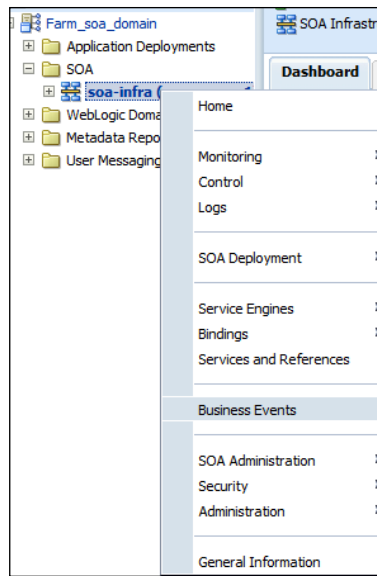 Farm_soa_domain
Application Deployments
SOA
soa-infra (
WebLogic Doma
Metadata Repo
User Messaging
SOA Infrastr
Dashboard
Home
Monitoring
Control
Logs
SOA Deployment
Service Engines
Bindings
Services and References
Business Events
SOA Administration
Security
Administration
General Information